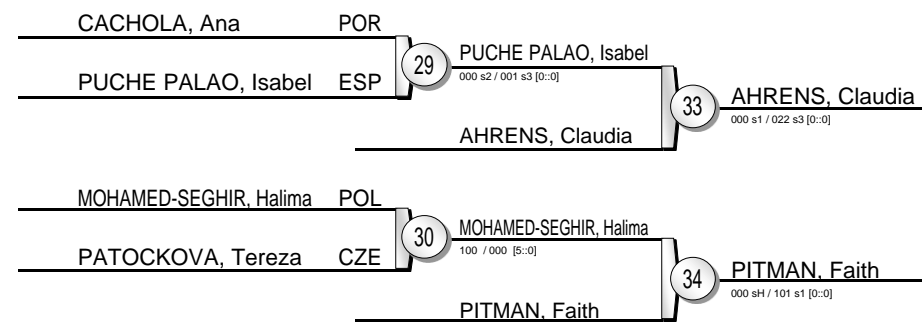 CACHOLA, Ana POR
PUCHE PALAO, Isabel ESP
29
PUCHE PALAO, Isabel
000 s2 / 001 s3 [0::0]
AHRENS, Claudia
33
AHRENS, Claudia
000 s1 / 022 s3 [0::0]
MOHAMED-SEGHIR, Halima POL
PATOCKOVA, Tereza CZE
30
MOHAMED-SEGHIR, Halima
100 / 000 [5::0]
PITMAN, Faith
34
PITMAN, Faith
000 sH / 101 s1 [0::0]